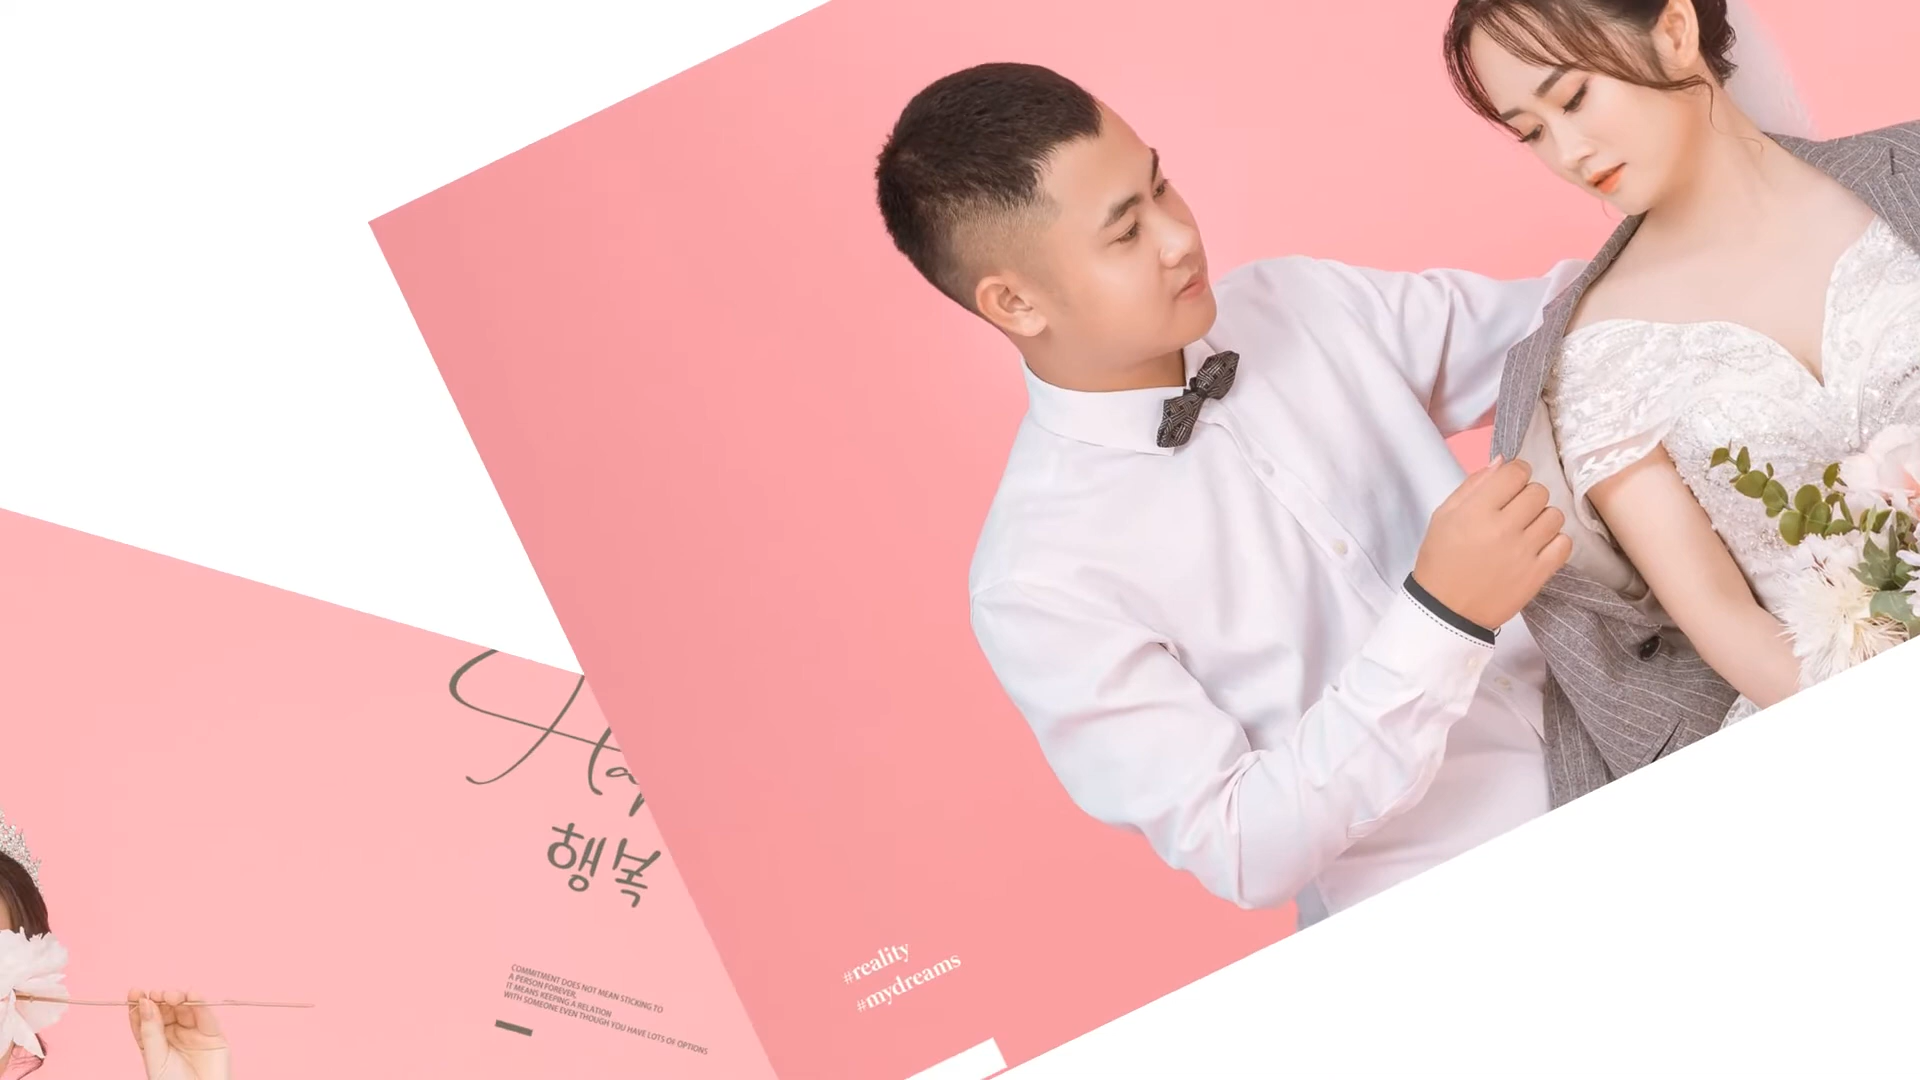 Hap
행복
COMMITMENT DOES NOT MEAN STICKING TO
A PERSON FOREVER.
IT MEANS KEEPING A RELATION
WITH SOMEONE EVEN THOUGH YOU HAVE LOTS OF OPTIONS
#reality
#mydreams